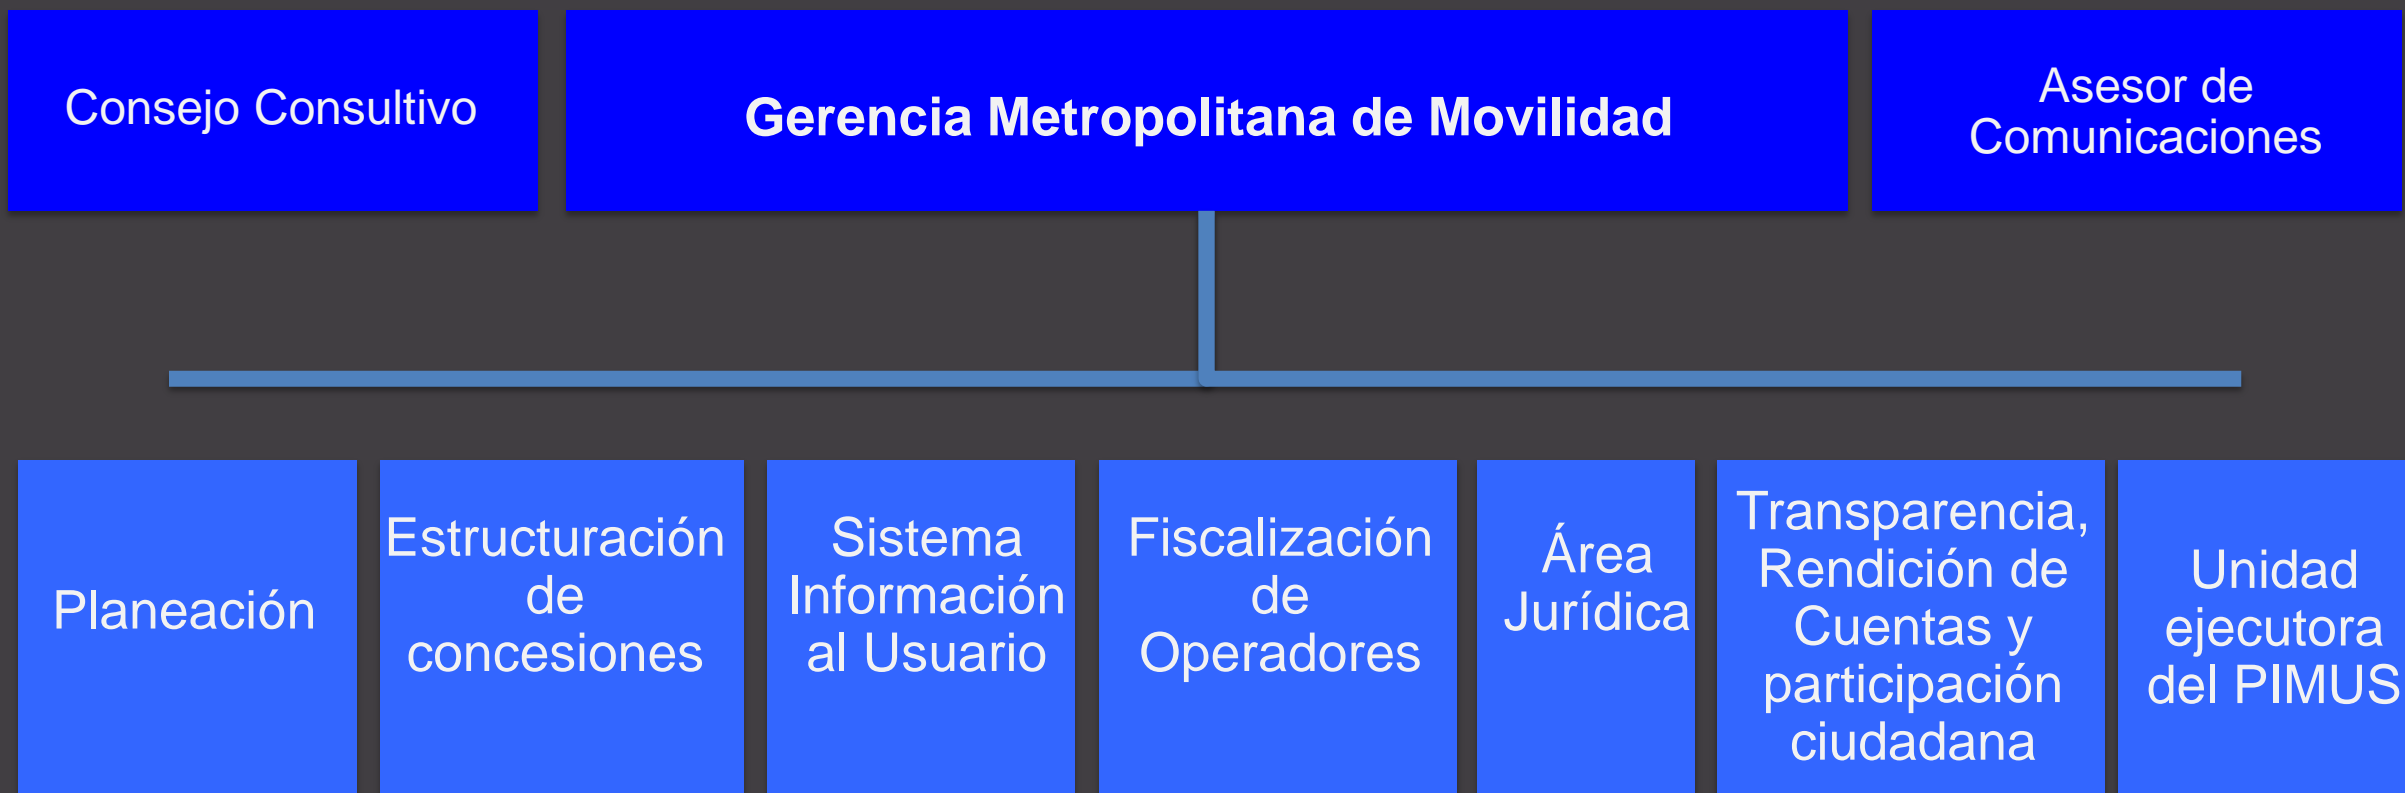 Consejo Consultivo
Gerencia Metropolitana de Movilidad
Asesor de
Comunicaciones
Planeación
Estructuración
de
concesiones
Sistema
Información
al Usuario
Fiscalización
de
Operadores
Área
Jurídica
Transparencia,
Rendición de
Cuentas y
participación
ciudadana
Unidad
ejecutora
del PIMUS